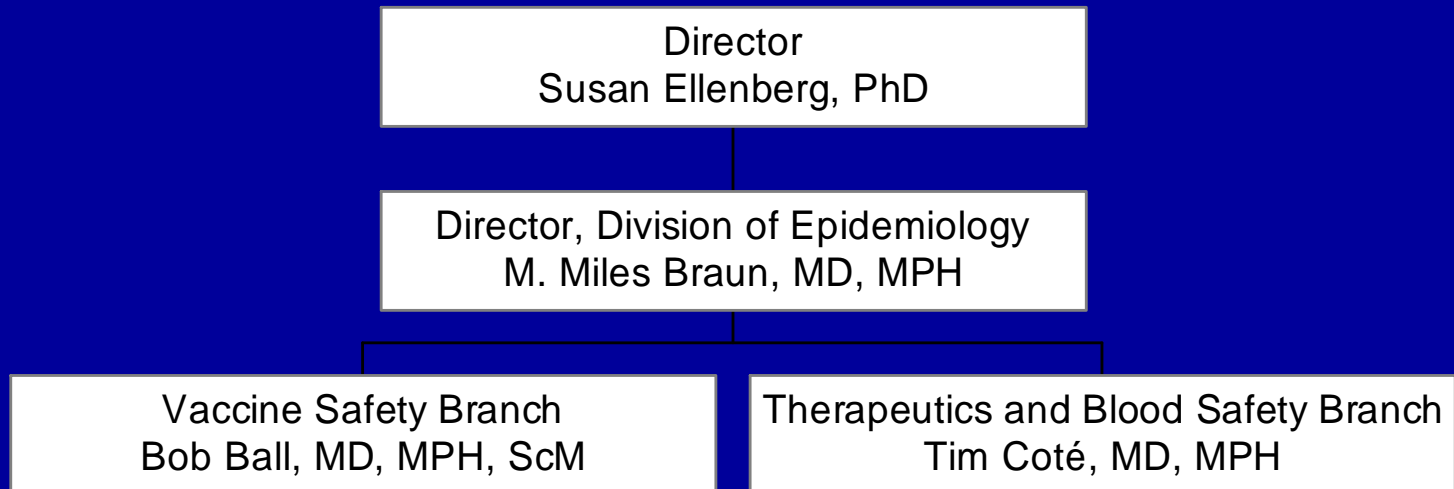 Director
Susan Ellenberg, PhD
Director, Division of Epidemiology
M. Miles Braun, MD, MPH
Vaccine Safety Branch
Bob Ball, MD, MPH, ScM
Therapeutics and Blood Safety Branch
Tim Coté, MD, MPH